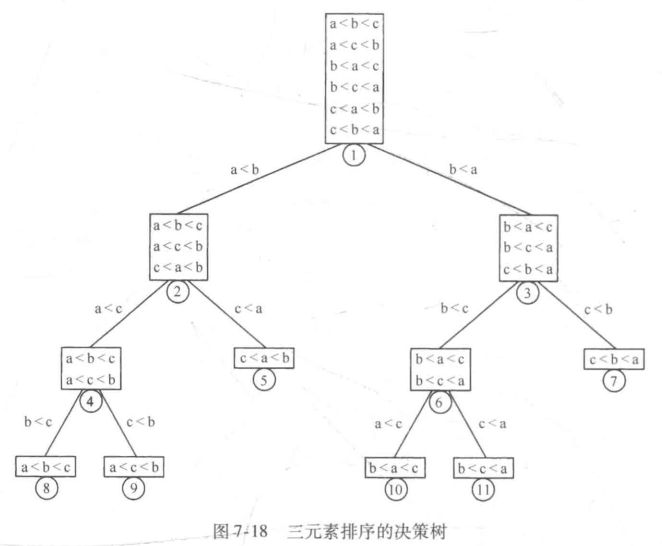 a<b<c
a<c<b
b<a<c
b<c<a
c<a<b
c<b<a
1
a<b
b<a
a<b<c
a<c<b
c<a<b
2
b<a<c
b<c<a
c<b<a
3
a<c
c<a
b<c
c<b
a<b<c
a<c<b
4
c<a<b
5
b<a<c
b<c<a
6
c<b<a
7
b<c
c<b
a<c
c<a
a<b<c
8
a<c<b
9
b<a<c
10
b<c<a
11
图7-18 三元素排序的决策树